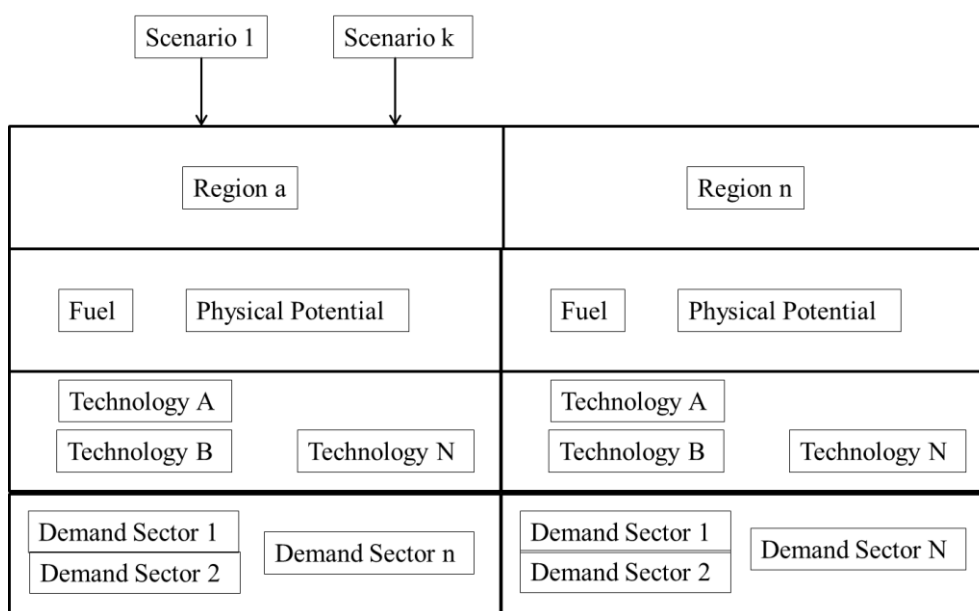 Scenario 1
Scenario k
Region a
Region n
Fuel
Physical Potential
Fuel
Physical Potential
Technology A
Technology A
Technology B
Technology N
Technology B
Technology N
Demand Sector 1
Demand Sector n
Demand Sector 2
Demand Sector 1
Demand Sector N
Demand Sector 2